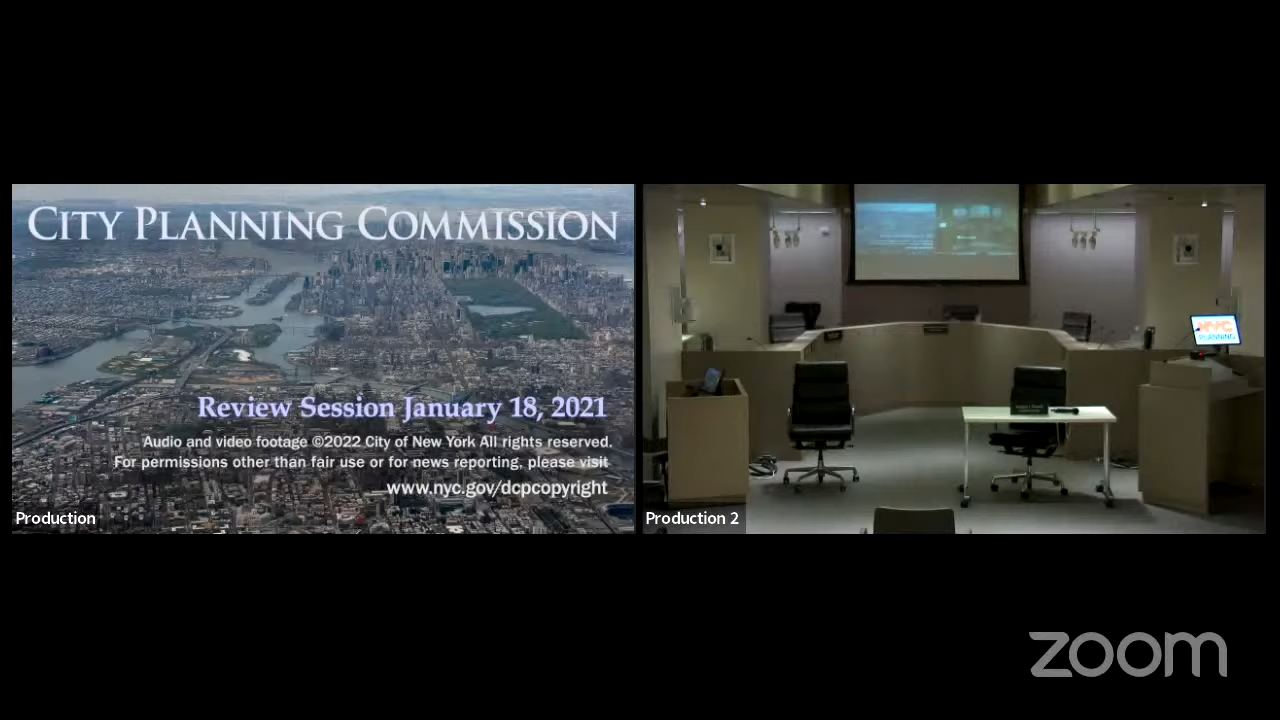 CITY PLANNING COMMISSION
Review Session January 18, 2021
Audio and video footage ©2022 City of New York All rights reserved.
For permissions other than fair use or for news reporting, please visit
www.nyc.gov/dcpcopyright
Production
Production 2
NYC
PLANNING
zoom